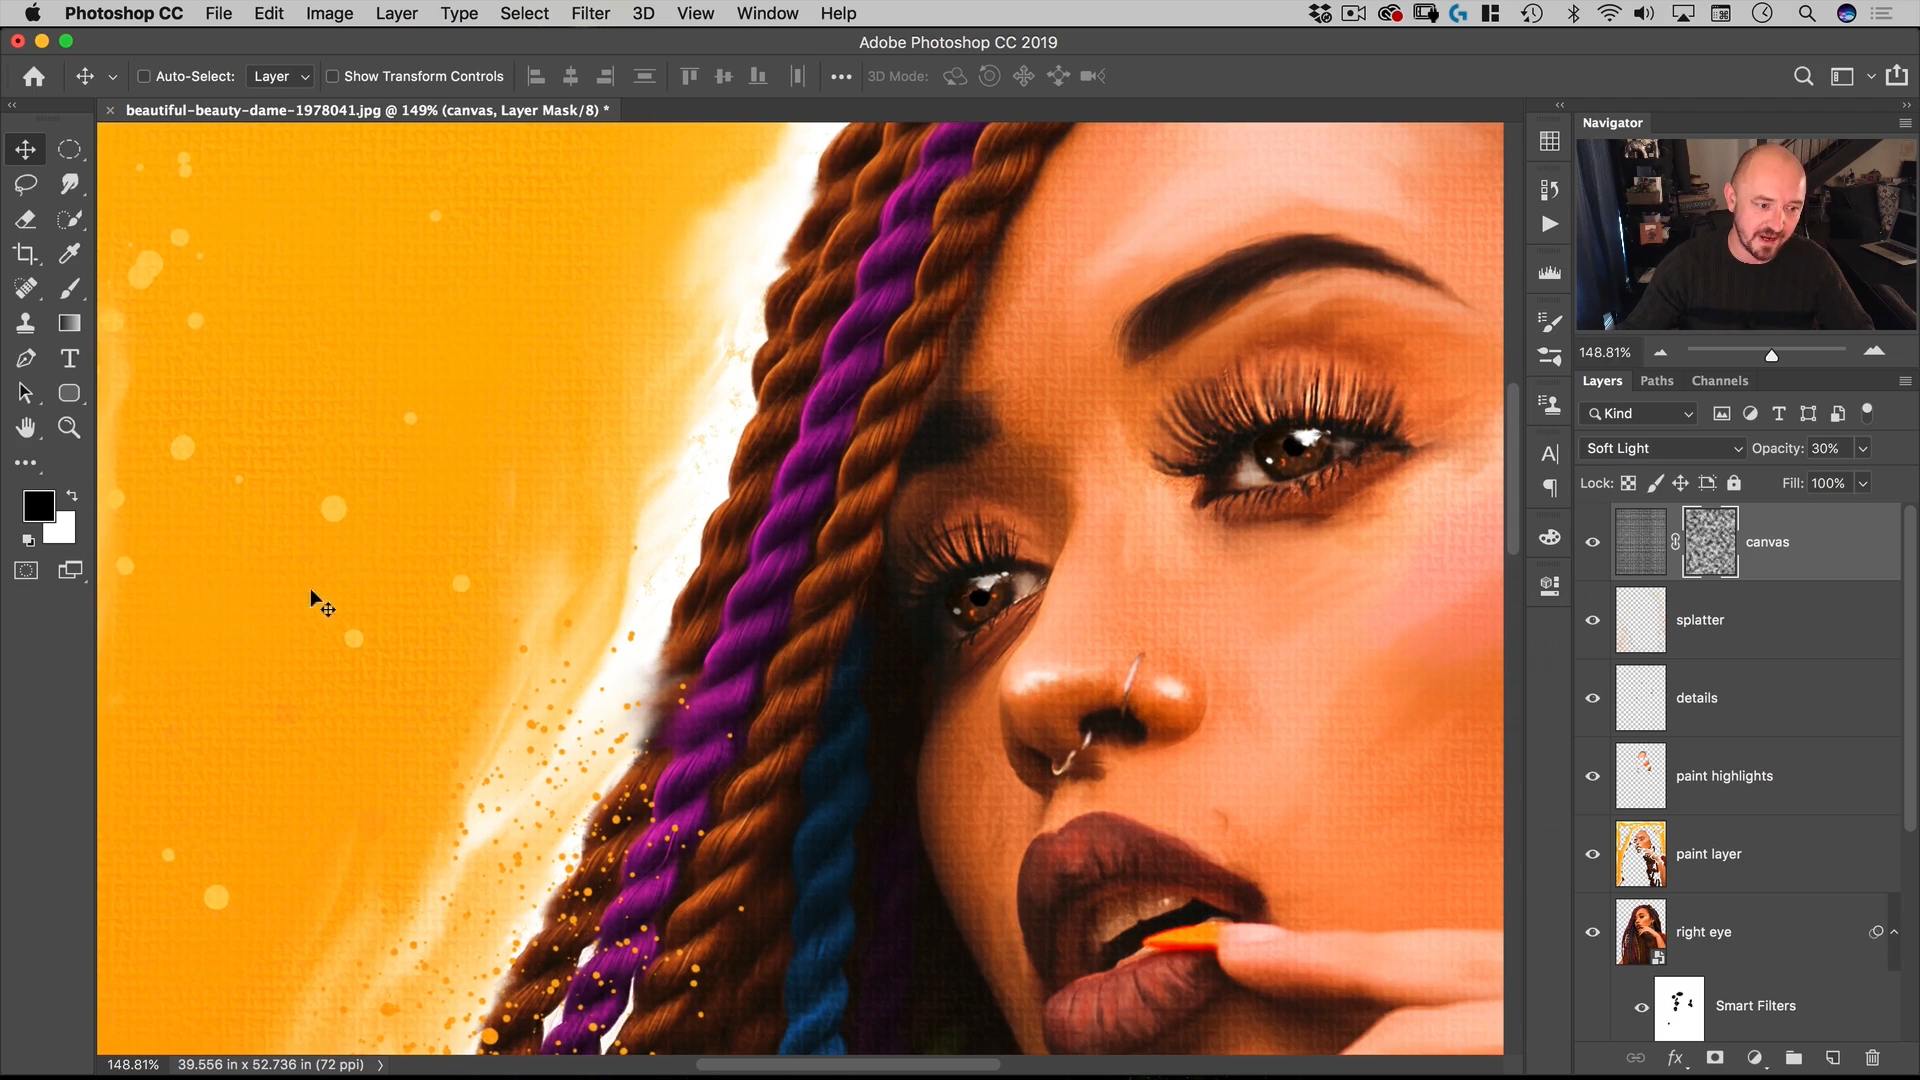 Photoshop CC File Edit Image Layer Type Select Filter 3D View Window Help
Adobe Photoshop CC 2019
Auto-Select: Layer Show Transform Controls 3D Mode:
beautiful-beauty-dame-1978041.jpg @ 149% (canvas, Layer Mask/8) *
Navigator
148.81%
Layers Paths Channels
Kind
Soft Light Opacity: 30%
Lock: Fill: 100%
canvas
splatter
details
paint highlights
paint layer
right eye
Smart Filters
148.81% 39.556 in x 52.736 in (72 ppi)